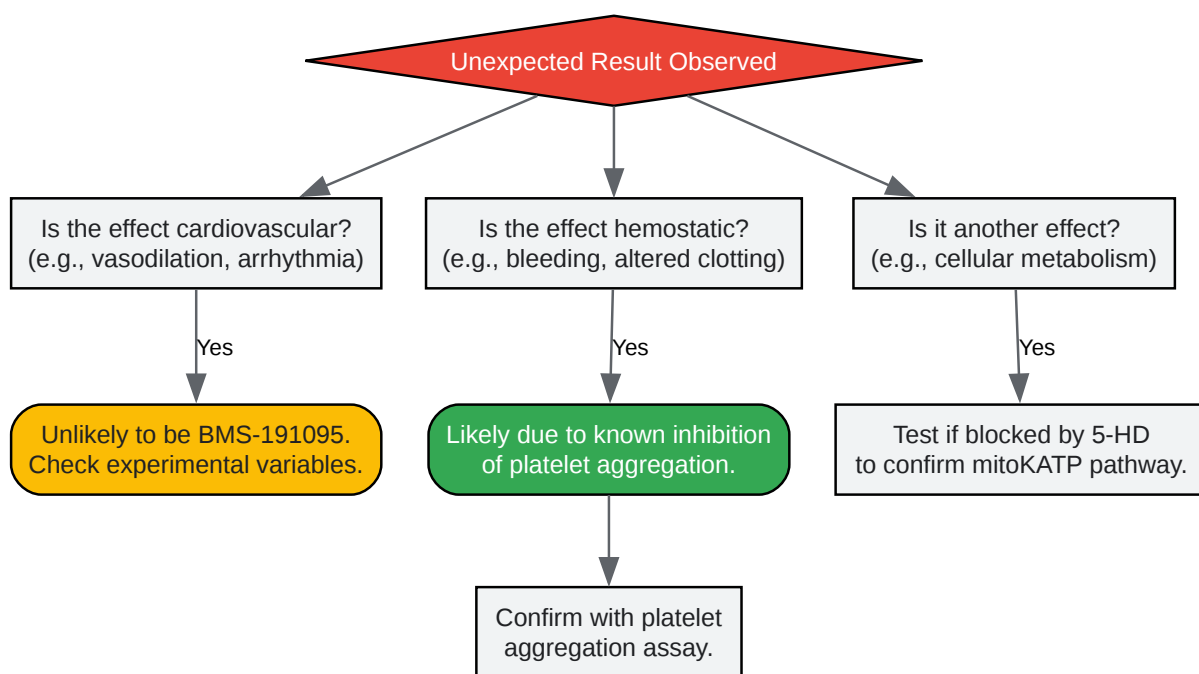 Unexpected Result Observed
Is the effect cardiovascular?
(e.g., vasodilation, arrhythmia)
Is the effect hemostatic?
(e.g., bleeding, altered clotting)
Is it another effect?
(e.g., cellular metabolism)
Yes
Yes
Yes
Unlikely to be BMS-191095.
Check experimental variables.
Likely due to known inhibition
of platelet aggregation.
Test if blocked by 5-HD
to confirm mitoKATP pathway.
Confirm with platelet
aggregation assay.